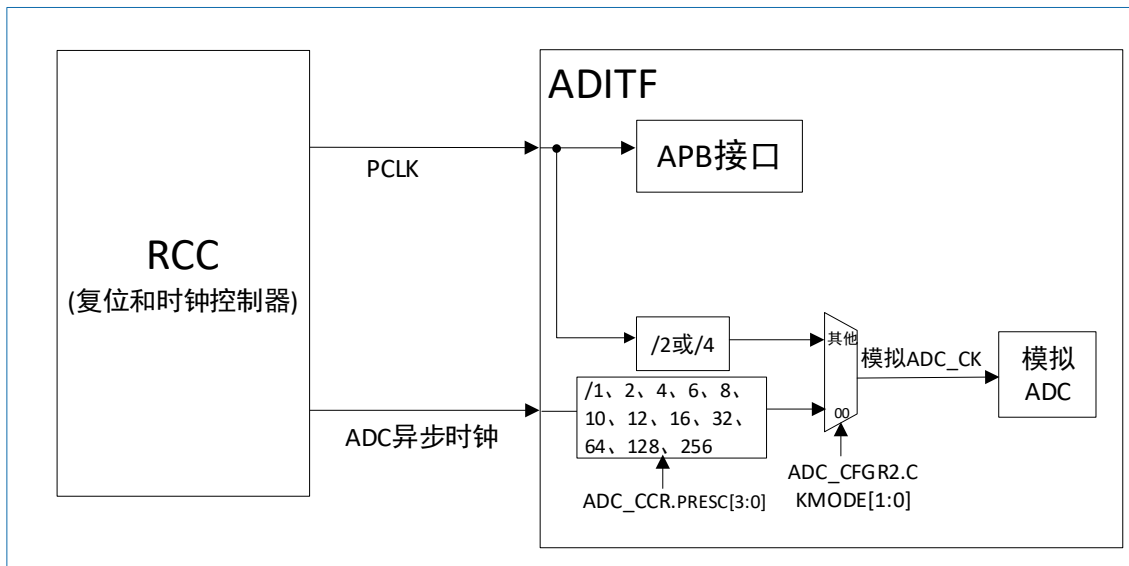 RCC
(复位和时钟控制器)
PCLK
ADC异步时钟
ADITF
APB接口
/2或/4
/1、2、4、6、8、
10、12、16、32、
64、128、256
ADC_CCR.PRESC[3:0]
其他
00
ADC_CFGR2.C
KMODE[1:0]
模拟ADC_CK
模拟
ADC